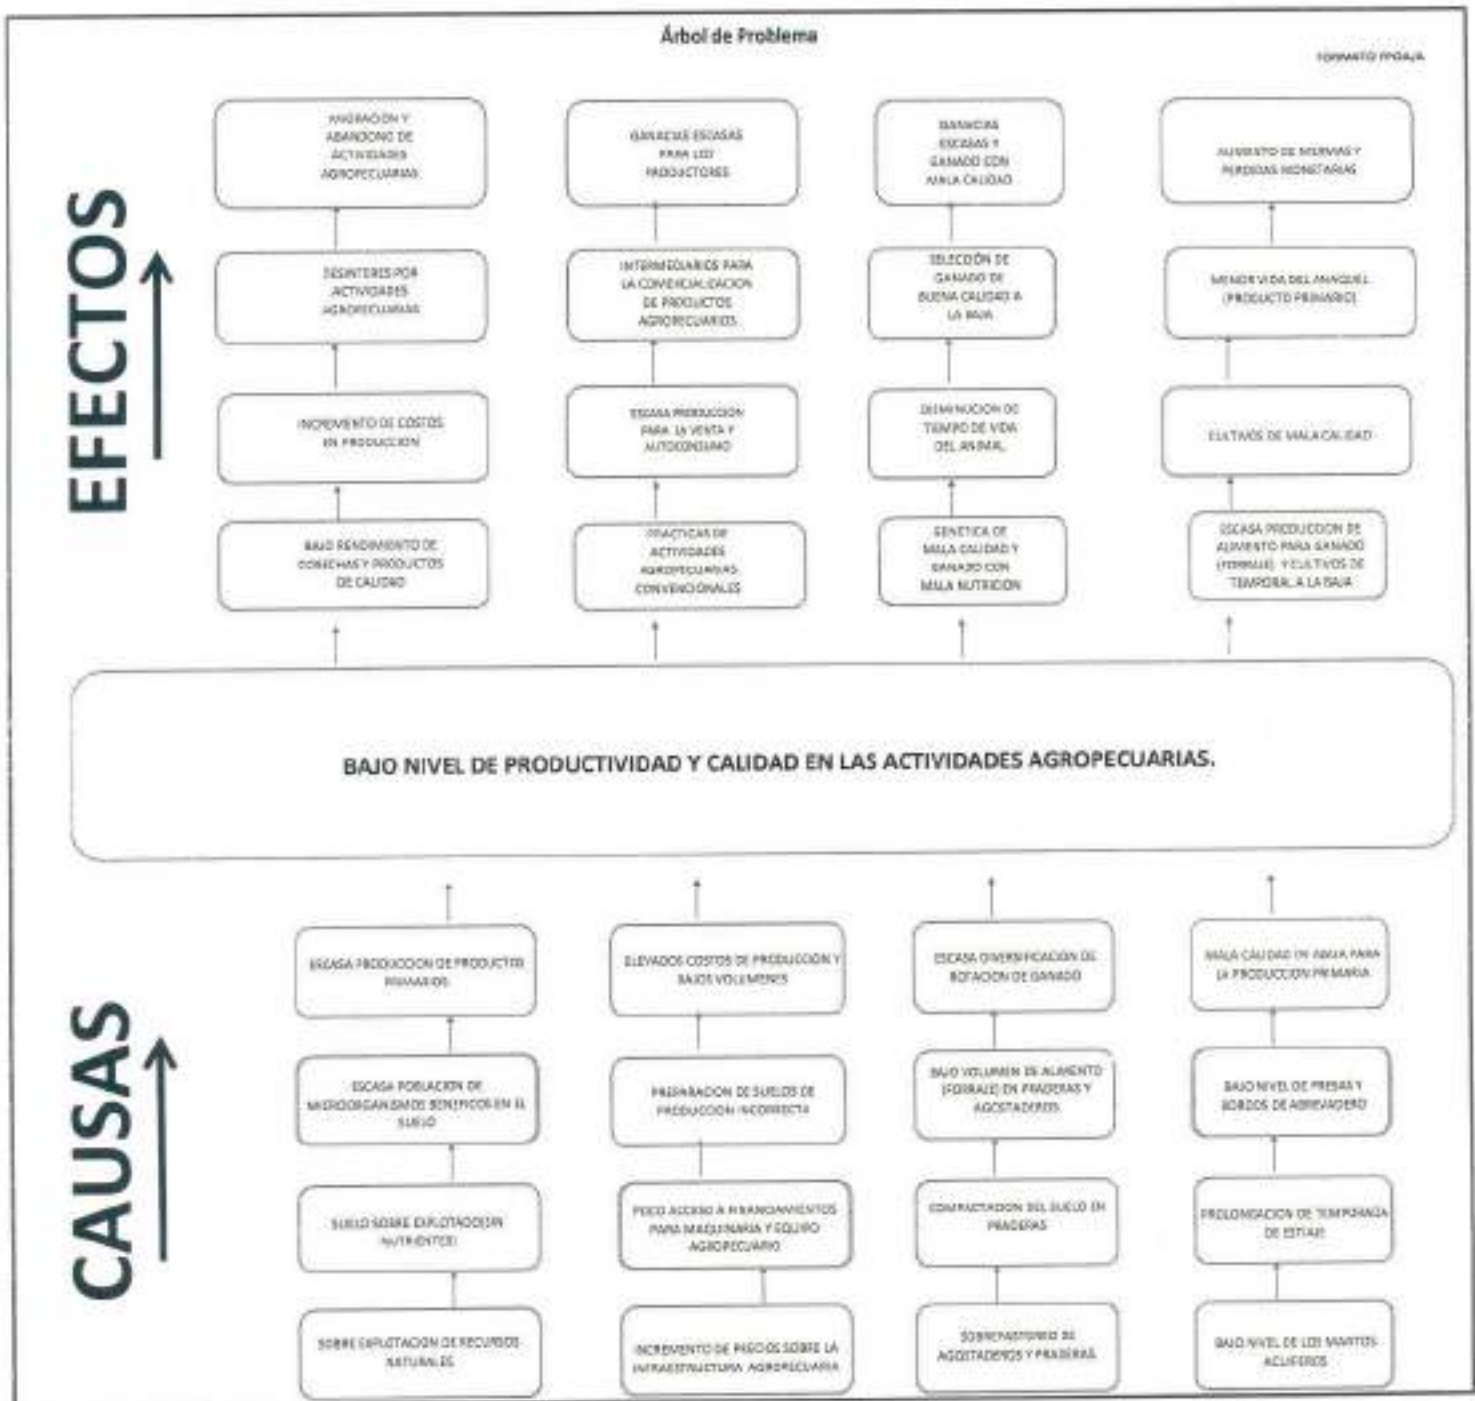 Árbol de Problema
FORMATO FPDAJA
EFECTOS
MIGRACION Y
ABANDONO DE
ACTIVIDADES
AGROPECUARIAS
GANACIAS ESCASAS
PARA LOS
PRODUCTORES
GANACIAS
ESCASAS Y
GANADO CON
MALA CALIDAD
AUMENTO DE MERMAS Y
PERDIDAS MONETARIAS
DESINTERES POR
ACTIVIDADES
AGROPECUARIAS
INTERMEDIARIOS PARA
LA COMERCIALIZACION
DE PRODUCTOS
AGROPECUARIOS
SELECCIÓN DE
GANADO DE
BUENA CALIDAD A
LA BAJA
MENOR VIDA DEL ANAQUEL
(PRODUCTO PRIMARIO)
INCREMENTO DE COSTOS
EN PRODUCCION
ESCASA PRODUCCION
PARA LA VENTA Y
AUTOCONSUMO
DISMINUCION DE
TIEMPO DE VIDA
DEL ANIMAL
CULTIVOS DE MALA CALIDAD
BAJO RENDIMIENTO DE
COSECHAS Y PRODUCTOS
DE CALIDAD
PRACTICAS DE
ACTIVIDADES
AGROPECUARIAS
CONVENCIONALES
GENETICA DE
MALA CALIDAD Y
GANADO CON
MALA NUTRICION
ESCASA PRODUCCION DE
ALIMENTO PARA GANADO
(FORRAJE) Y CULTIVOS DE
TEMPORAL A LA BAJA
BAJO NIVEL DE PRODUCTIVIDAD Y CALIDAD EN LAS ACTIVIDADES AGROPECUARIAS.
CAUSAS
ESCASA PRODUCCION DE PRODUCTOS
PRIMARIOS
ELEVADOS COSTOS DE PRODUCCION Y
BAJOS VOLUMENES
ESCASA DIVERSIFICACION DE
ROTACION DE GANADO
MALA CALIDAD EN AGUA PARA
LA PRODUCCION PRIMARIA
ESCASA POBLACION DE
MICROORGANISMOS BENEFICOS EN EL
SUELO
PREPARACION DE SUELOS DE
PRODUCCION INCORRECTA
BAJO VOLUMEN DE ALIMENTO
(FORRAJE) EN PRADERAS Y
AGOSTADEROS
BAJO NIVEL DE PRESAS Y
BORDOS DE ABREVADERO
SUELO SOBRE EXPLOTADO(SIN
NUTRIENTES)
POCO ACCESO A FINANCIAMIENTOS
PARA MAQUINARIA Y EQUIPO
AGROPECUARIO
COMPACTACION DEL SUELO EN
PRADERAS
PROLONGACION DE TEMPORADA
DE ESTIAJE
SOBRE EXPLOTACION DE RECURSOS
NATURALES
INCREMENTO DE PRECIOS SOBRE LA
INFRAESTRUCTURA AGROPECUARIA
SOBREPASTOREO DE
AGOSTADEROS Y PRADERAS
BAJO NIVEL DE LOS MANTOS
ACUIFEROS